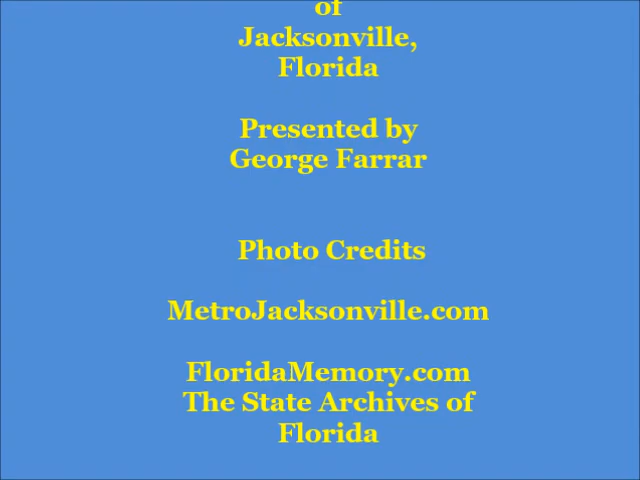 of
Jacksonville,
Florida
Presented by
George Farrar
Photo Credits
MetroJacksonville.com
FloridaMemory.com
The State Archives of
Florida